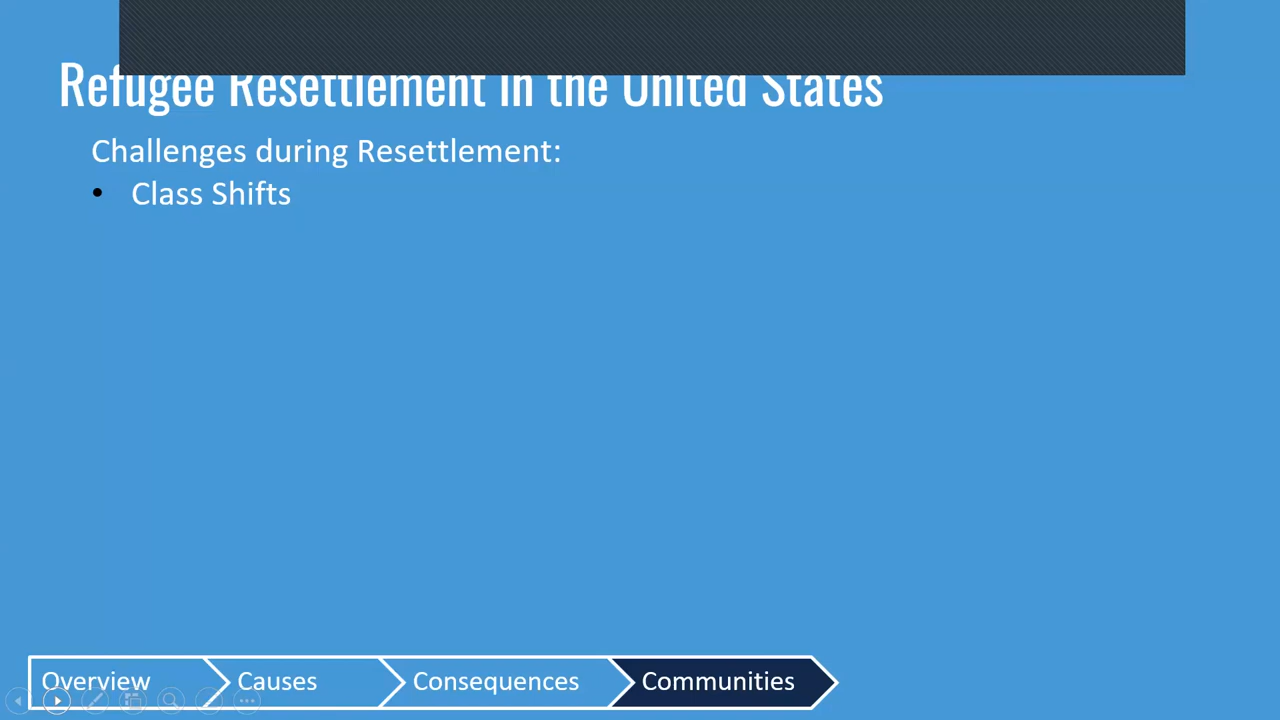 Refugee Resettlement in the United States
Challenges during Resettlement:
• Class Shifts
Overview
Causes
Consequences
Communities